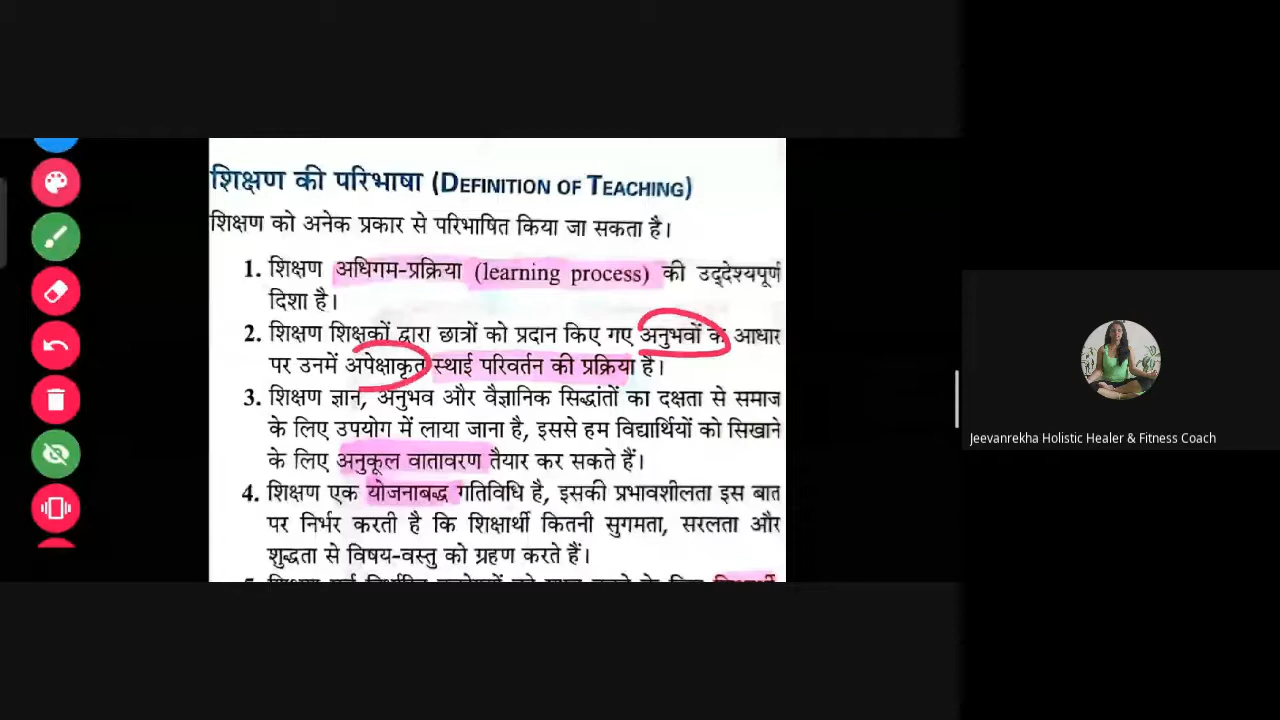 शिक्षण की परिभाषा (DEFINITION OF TEACHING)
शिक्षण को अनेक प्रकार से परिभाषित किया जा सकता है।
1. शिक्षण अधिगम-प्रक्रिया (learning process) की उद्देश्यपूर्ण
दिशा है।
2. शिक्षण शिक्षकों द्वारा छात्रों को प्रदान किए गए अनुभवों के आधार
पर उनमें अपेक्षाकृत स्थाई परिवर्तन की प्रक्रिया है।
3. शिक्षण ज्ञान, अनुभव और वैज्ञानिक सिद्धांतों का दक्षता से समाज
के लिए उपयोग में लाया जाना है, इससे हम विद्यार्थियों को सिखाने
के लिए अनुकूल वातावरण तैयार कर सकते हैं।
4. शिक्षण एक योजनाबद्ध गतिविधि है, इसकी प्रभावशीलता इस बात
पर निर्भर करती है कि शिक्षार्थी कितनी सुगमता, सरलता और
शुद्धता से विषय-वस्तु को ग्रहण करते हैं।
Jeevanrekha Holistic Healer & Fitness Coach